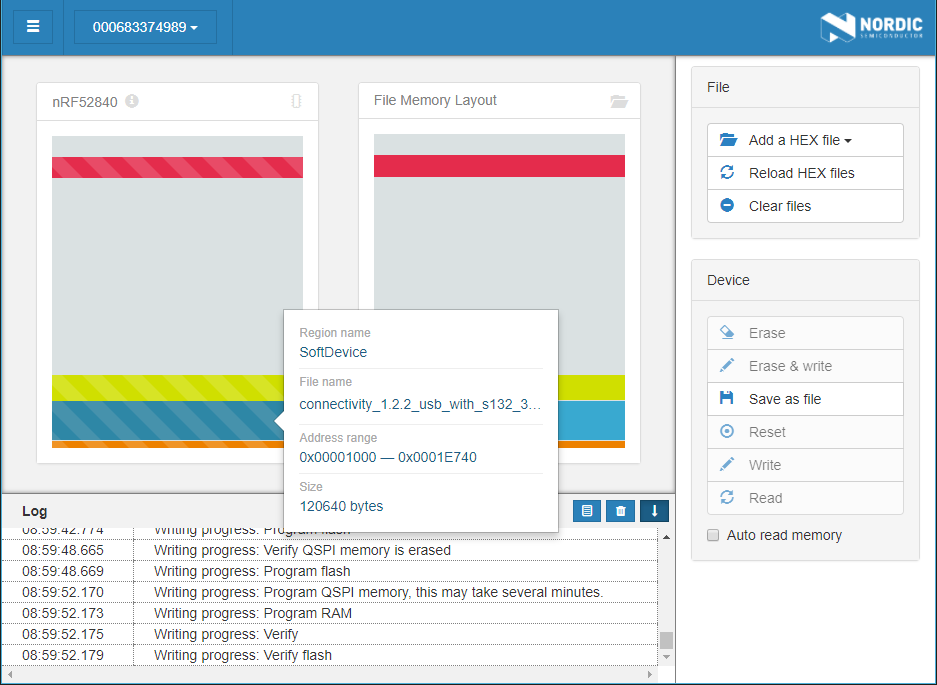 000683374989
NORDIC
SEMICONDUCTOR
nRF52840
File Memory Layout
Region name
SoftDevice
File name
connectivity_1.2.2_usb_with_s132_3...
Address range
0x00001000 — 0x0001E740
Size
120640 bytes
File
Add a HEX file
Reload HEX files
Clear files
Device
Erase
Erase & write
Save as file
Reset
Write
Read
Auto read memory
Log
08:59:42.774 Writing progress: Program flash
08:59:48.665 Writing progress: Verify QSPI memory is erased
08:59:48.669 Writing progress: Program flash
08:59:52.170 Writing progress: Program QSPI memory, this may take several minutes.
08:59:52.173 Writing progress: Program RAM
08:59:52.175 Writing progress: Verify
08:59:52.179 Writing progress: Verify flash